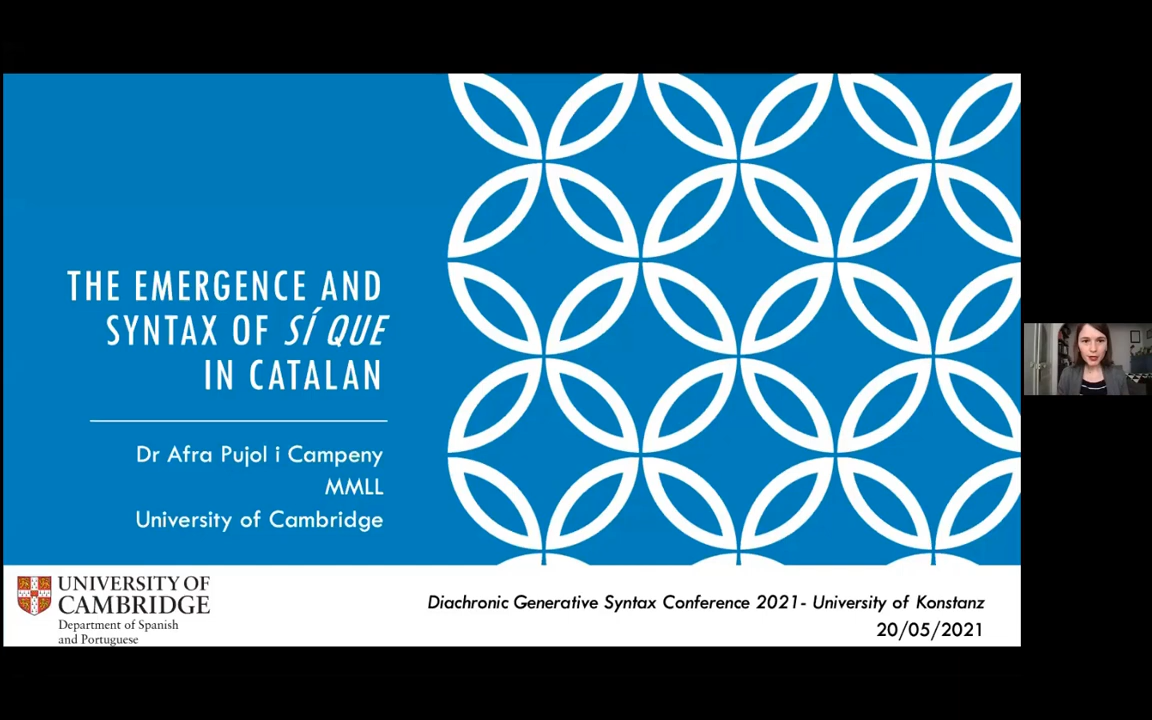 THE EMERGENCE AND
SYNTAX OF SÍ QUE
IN CATALAN
Dr Afra Pujol i Campeny
MMLL
University of Cambridge
UNIVERSITY OF
CAMBRIDGE
Department of Spanish
and Portuguese
Diachronic Generative Syntax Conference 2021- University of Konstanz
20/05/2021